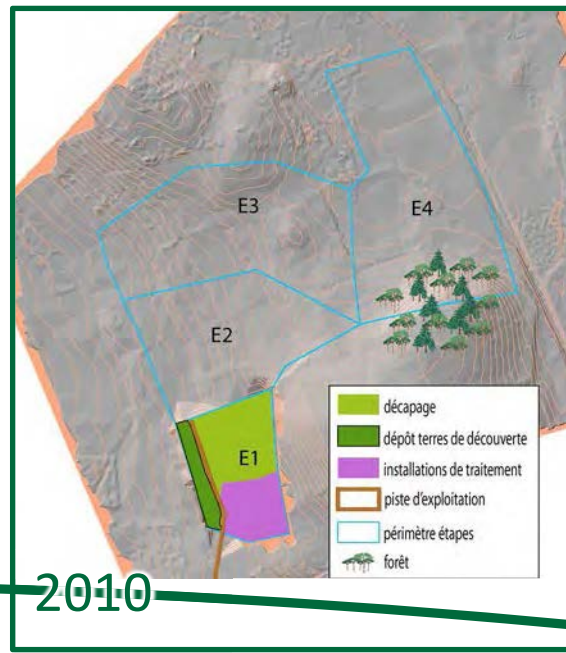 E3
E4
E2
E1
décapage
dépôt terres de découverte
installations de traitement
piste d'exploitation
périmètre étapes
forêt
2010